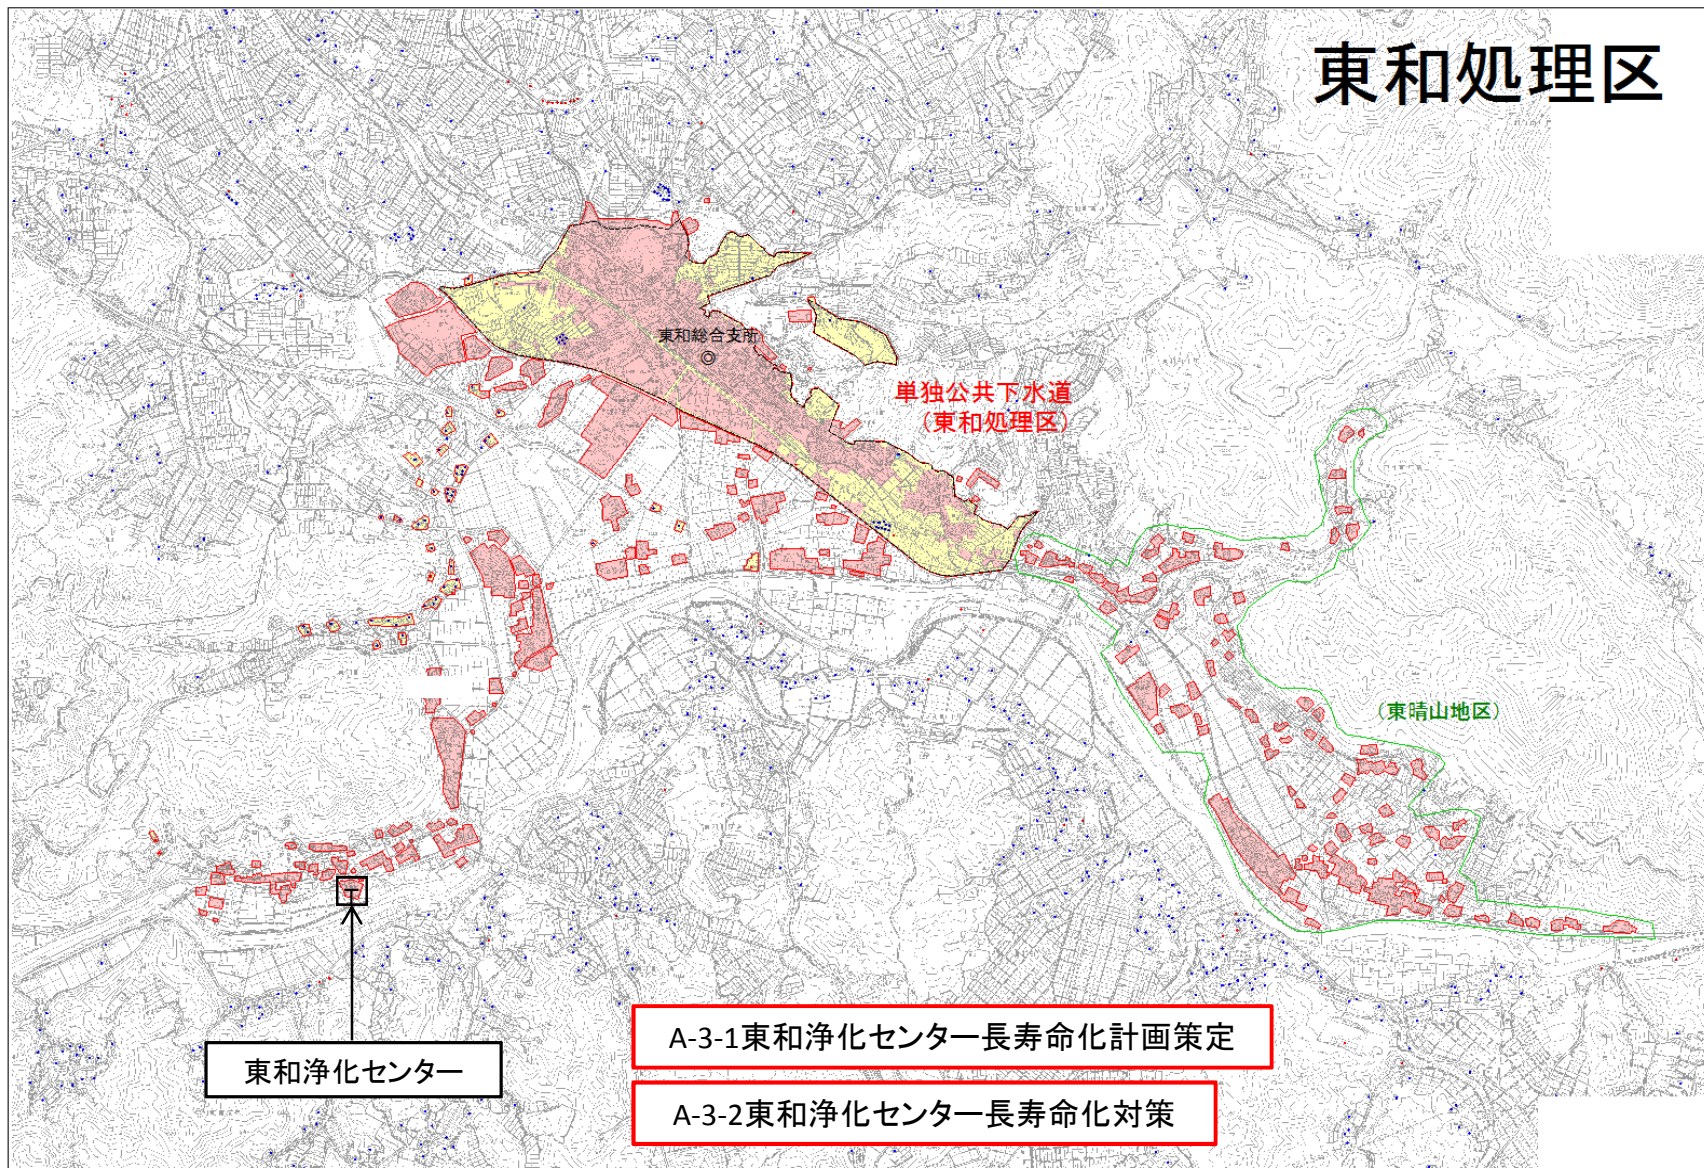 東和処理区
東和総合支所
単独公共下水道
（東和処理区）
（東晴山地区）
東和浄化センター
A-3-1東和浄化センター長寿命化計画策定
A-3-2東和浄化センター長寿命化対策